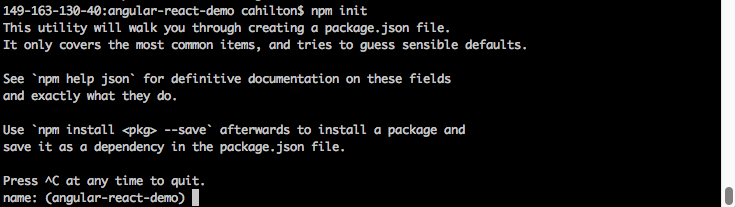 149-163-130-40:angular-react-demo cahilton$ npm init
This utility will walk you through creating a package.json file.
It only covers the most common items, and tries to guess sensible defaults.
See `npm help json` for definitive documentation on these fields
and exactly what they do.
Use `npm install <pkg> --save` afterwards to install a package and
save it as a dependency in the package.json file.
Press ^C at any time to quit.
name: (angular-react-demo)